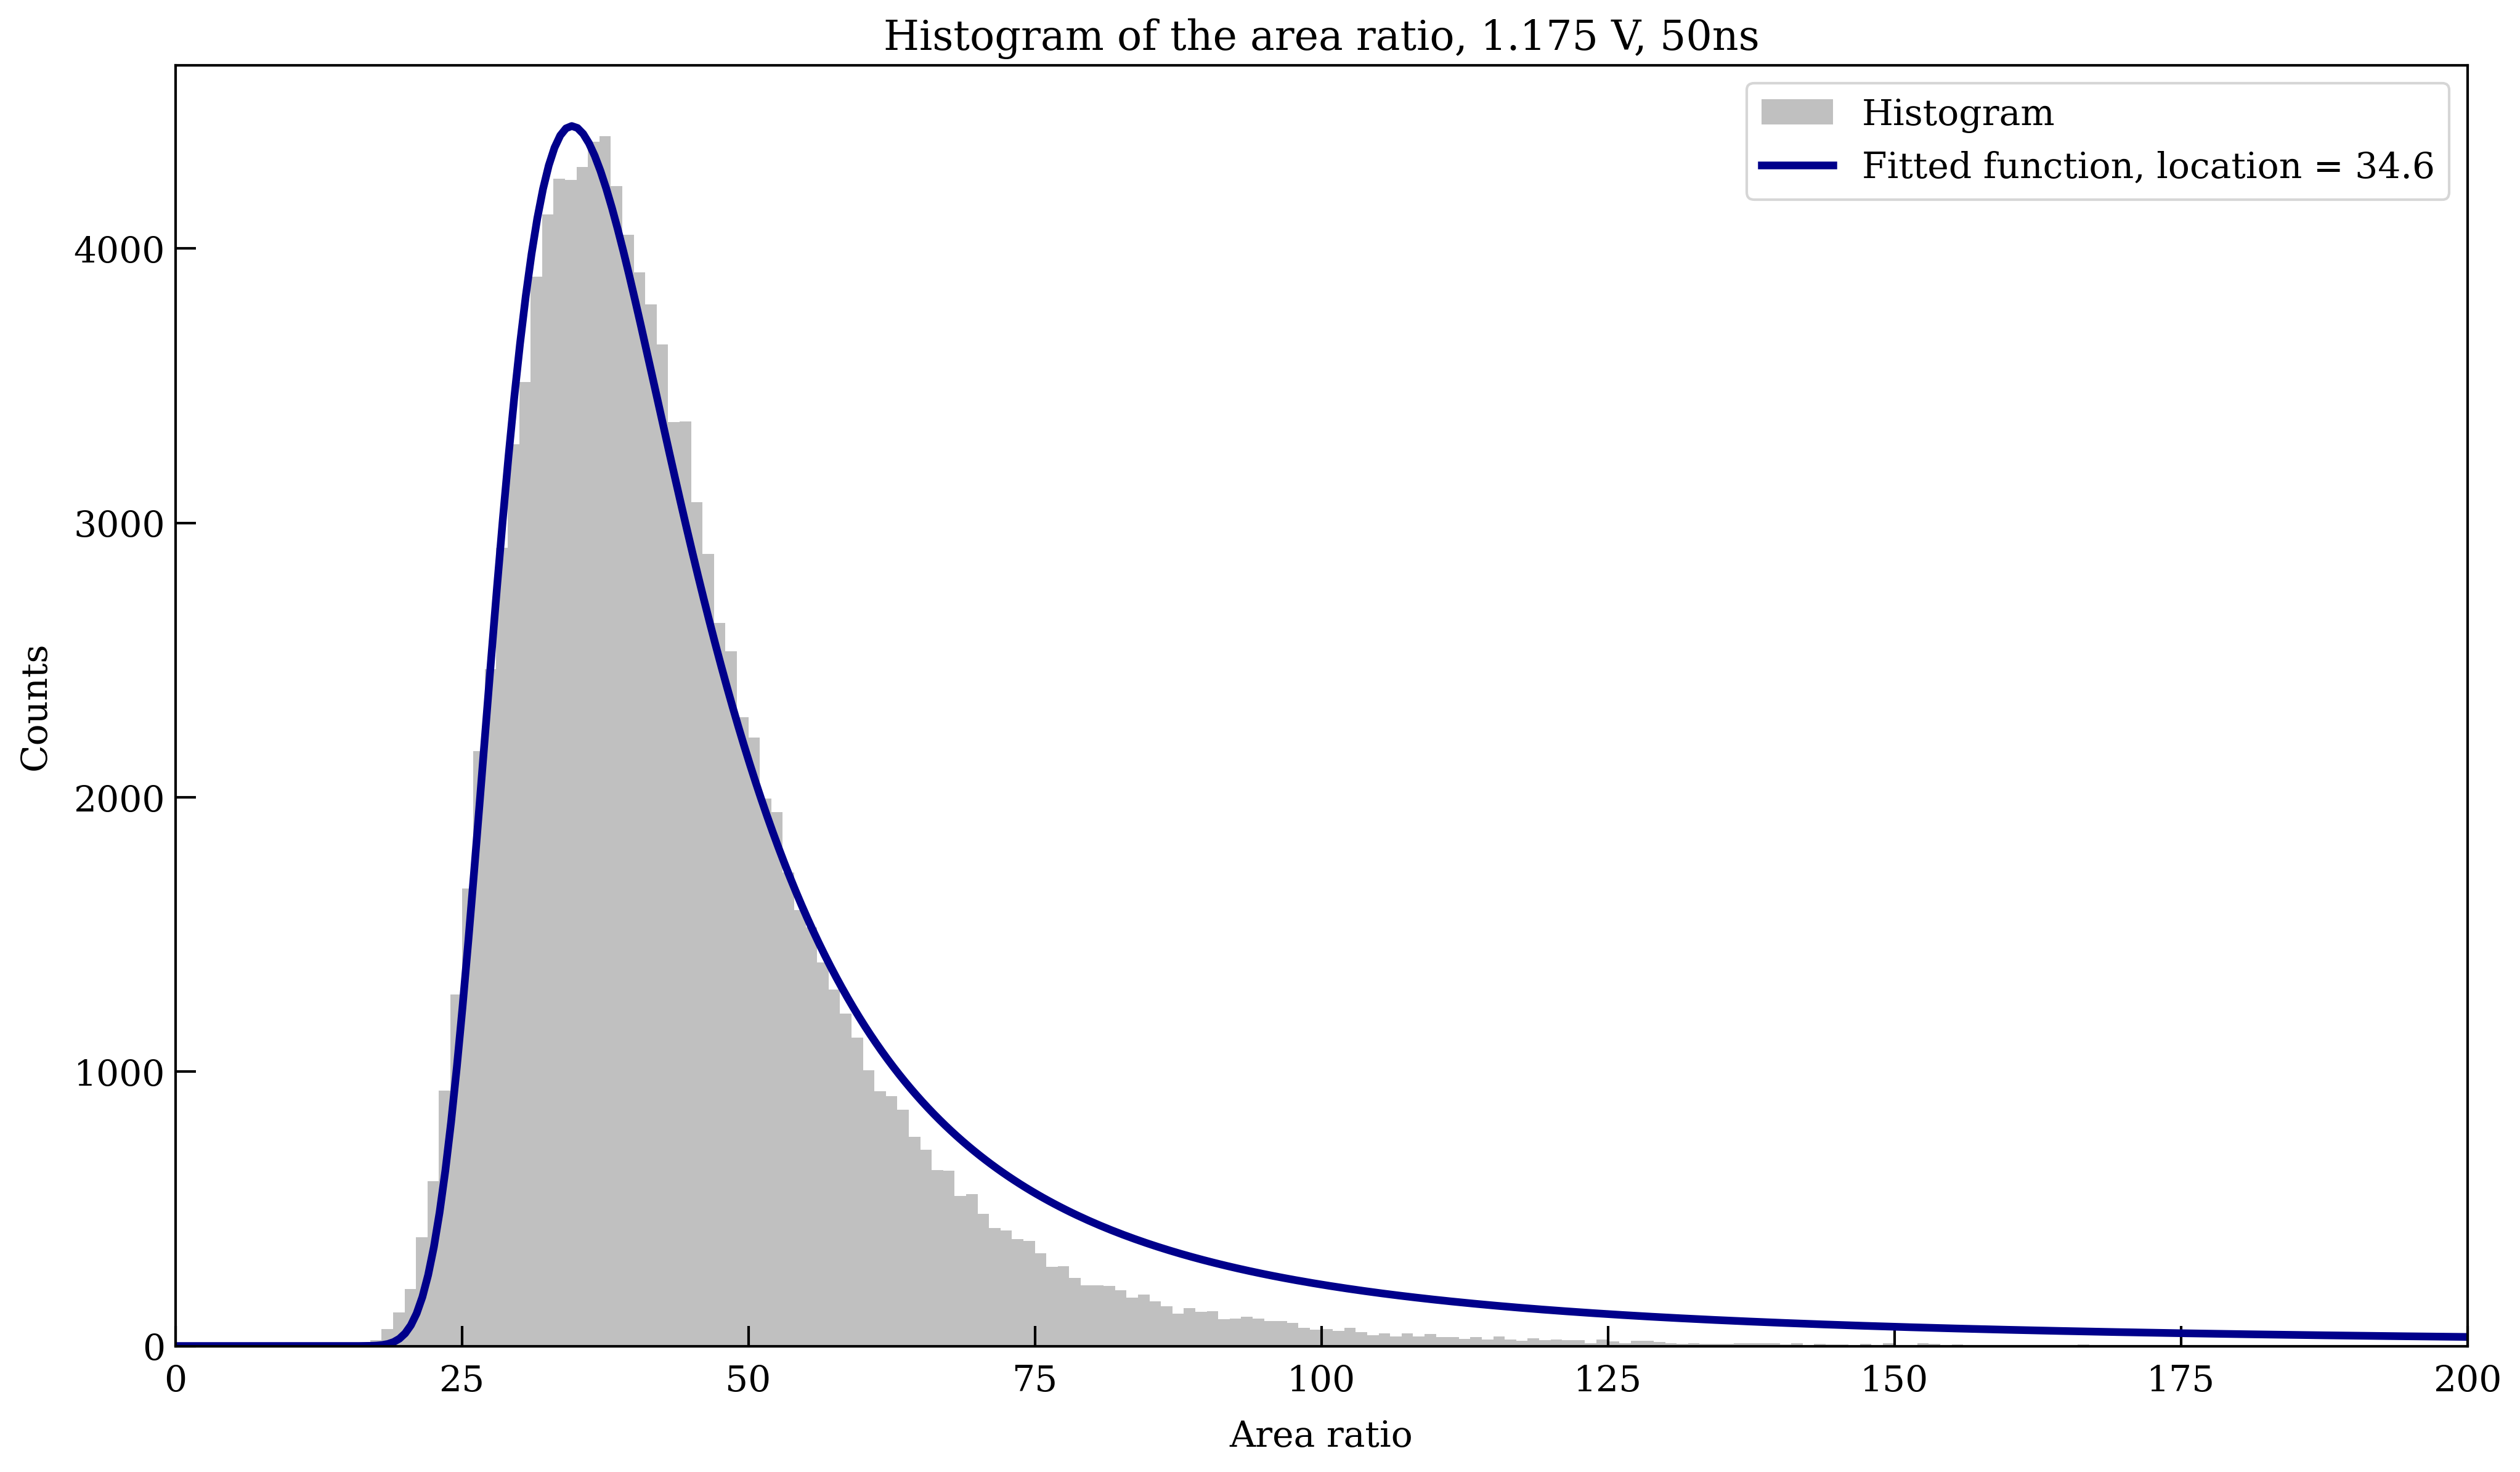 Histogram of the area ratio, 1.175 V, 50ns
Histogram
Fitted function, location = 34.6
Counts
4000
3000
2000
1000
0
0 25 50 75 100 125 150 175 200
Area ratio